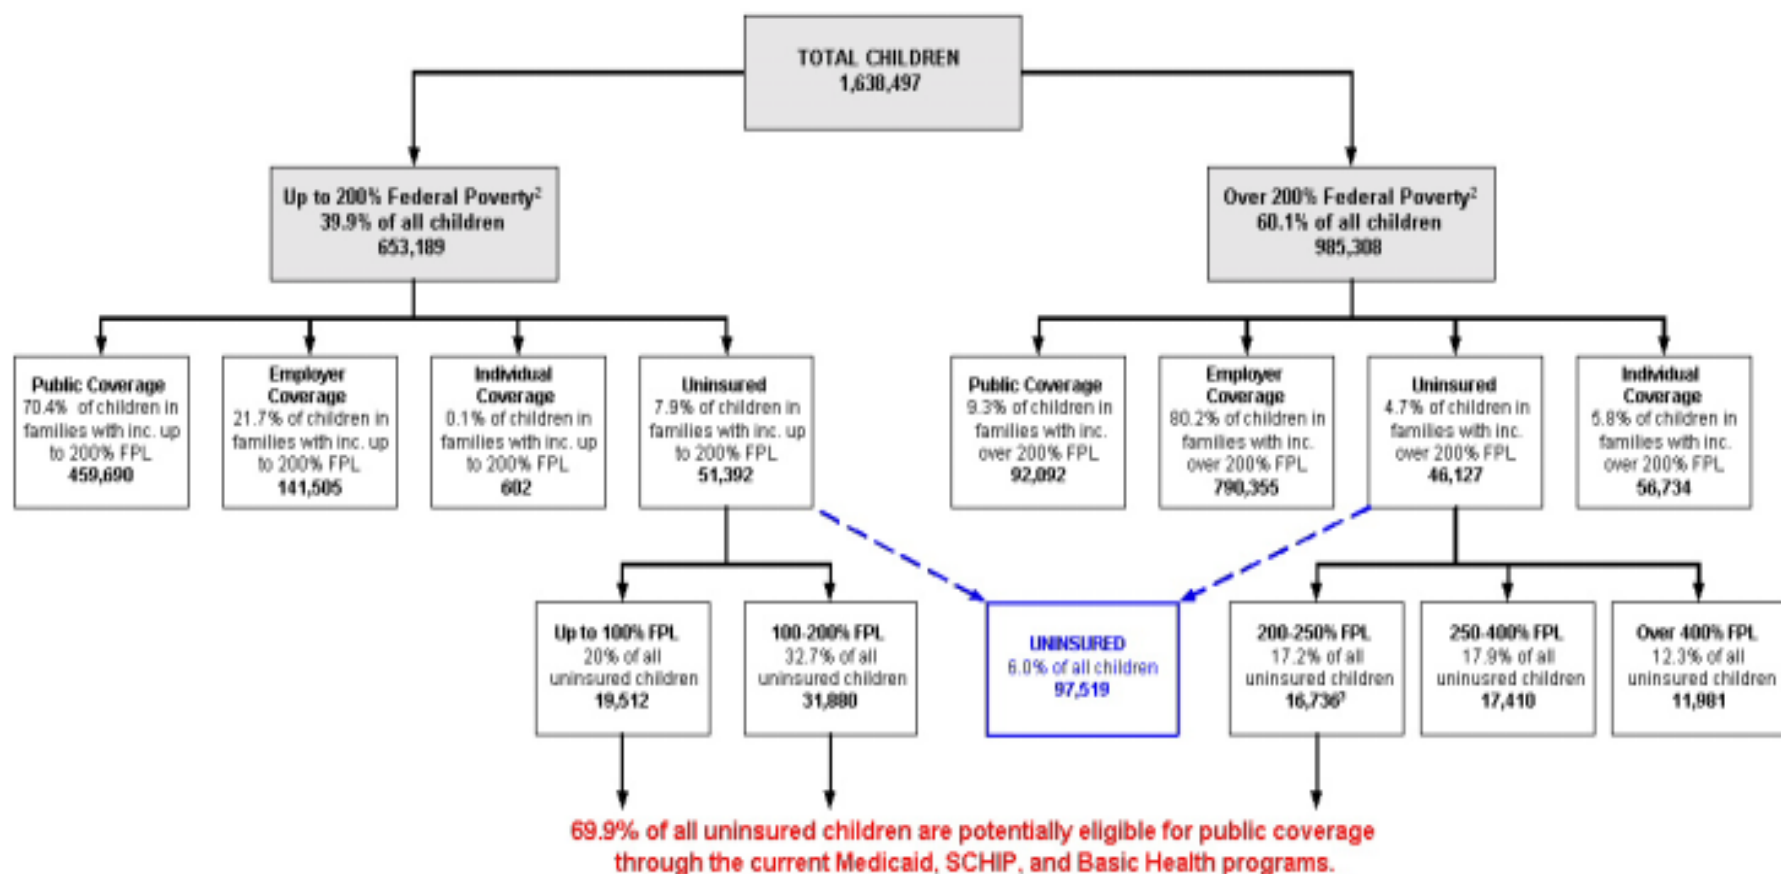 TOTAL CHILDREN
1,638,497
Up to 200% Federal Poverty²
39.9% of all children
653,189
Over 200% Federal Poverty²
60.1% of all children
985,308
Public Coverage
70.4% of children in
families with inc. up
to 200% FPL
459,690
Employer
Coverage
21.7% of children in
families with inc. up
to 200% FPL
141,505
Individual
Coverage
0.1% of children in
families with inc. up
to 200% FPL
602
Uninsured
7.9% of children in
families with inc. up
to 200% FPL
51,392
Public Coverage
9.3% of children in
families with inc.
over 200% FPL
92,092
Employer
Coverage
80.2% of children in
families with inc.
over 200% FPL
790,355
Uninsured
4.7% of children in
families with inc.
over 200% FPL
46,127
Individual
Coverage
5.8% of children in
families with inc.
over 200% FPL
56,734
Up to 100% FPL
20% of all
uninsured children
19,512
100-200% FPL
32.7% of all
uninsured children
31,880
UNINSURED
6.0% of all children
97,519
200-250% FPL
17.2% of all
uninsured children
16,736³
250-400% FPL
17.9% of all
uninusred children
17,410
Over 400% FPL
12.3% of all
uninsured children
11,981
69.9% of all uninsured children are potentially eligible for public coverage
through the current Medicaid, SCHIP, and Basic Health programs.